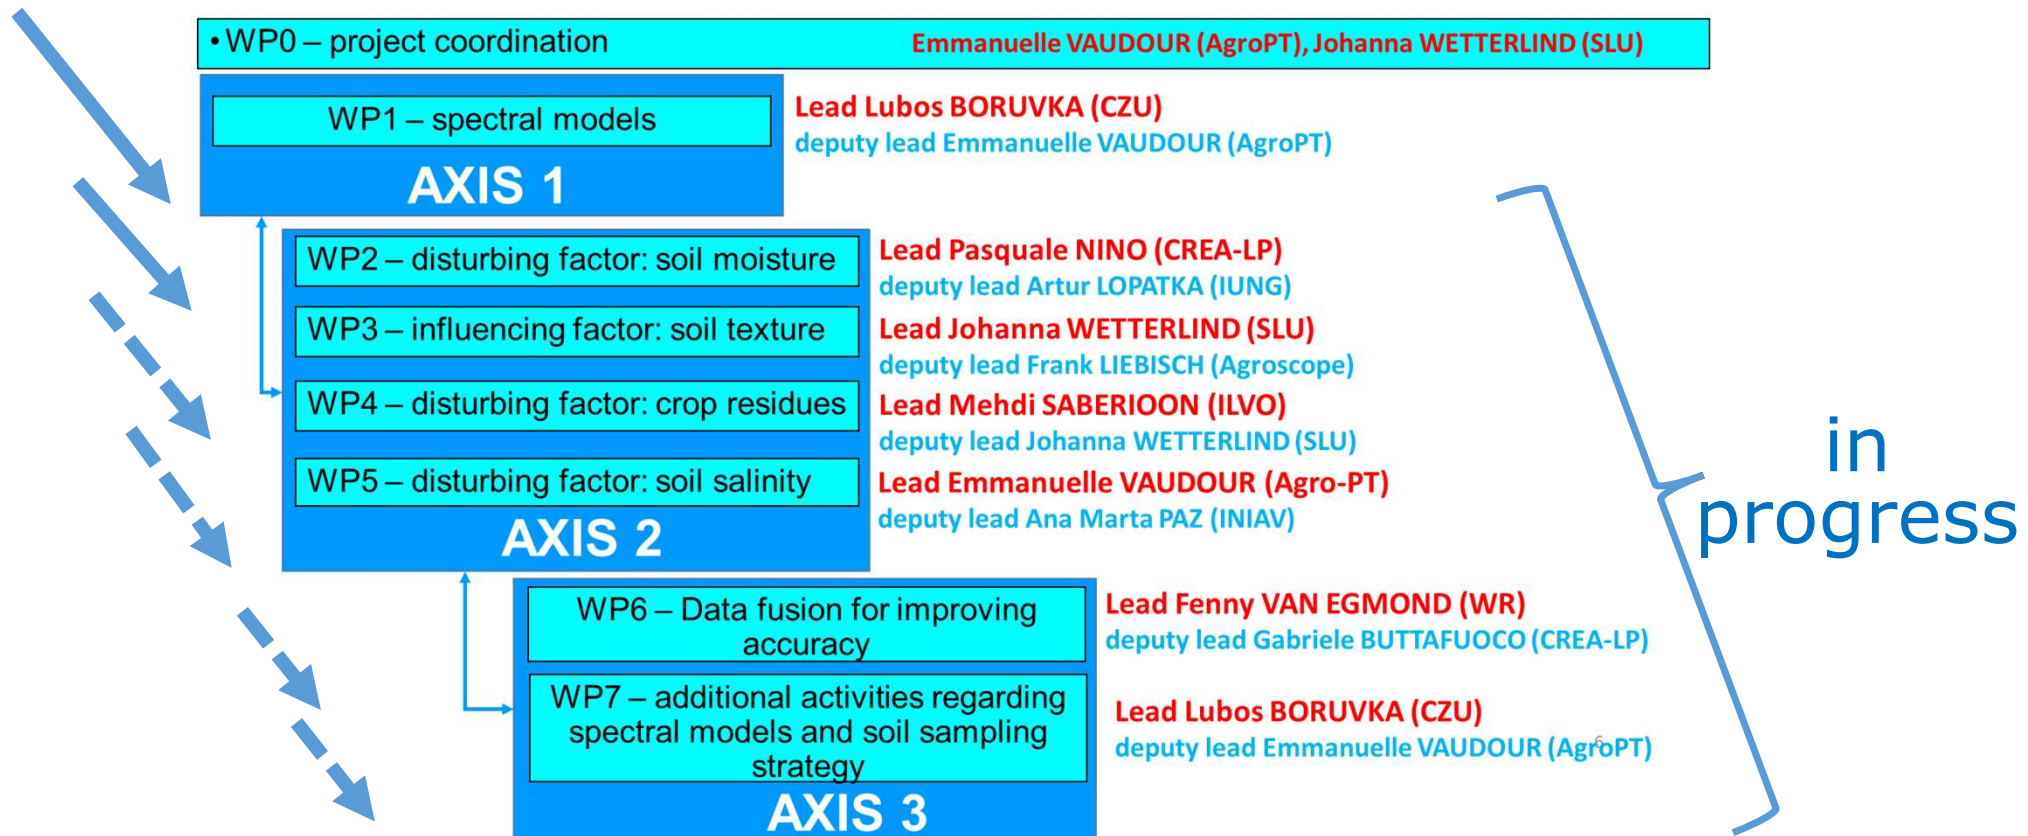 • WP0 – project coordination Emmanuelle VAUDOUR (AgroPT), Johanna WETTERLIND (SLU)
WP1 – spectral models
AXIS 1
Lead Lubos BORUVKA (CZU)
deputy lead Emmanuelle VAUDOUR (AgroPT)
WP2 – disturbing factor: soil moisture
Lead Pasquale NINO (CREA-LP)
deputy lead Artur LOPATKA (IUNG)
WP3 – influencing factor: soil texture
Lead Johanna WETTERLIND (SLU)
deputy lead Frank LIEBISCH (Agroscope)
WP4 – disturbing factor: crop residues
Lead Mehdi SABERIOON (ILVO)
deputy lead Johanna WETTERLIND (SLU)
WP5 – disturbing factor: soil salinity
Lead Emmanuelle VAUDOUR (Agro-PT)
deputy lead Ana Marta PAZ (INIAV)
AXIS 2
in
progress
WP6 – Data fusion for improving
accuracy
Lead Fenny VAN EGMOND (WR)
deputy lead Gabriele BUTTAFUOCO (CREA-LP)
WP7 – additional activities regarding
spectral models and soil sampling
strategy
Lead Lubos BORUVKA (CZU)
deputy lead Emmanuelle VAUDOUR (AgroPT)
6
AXIS 3